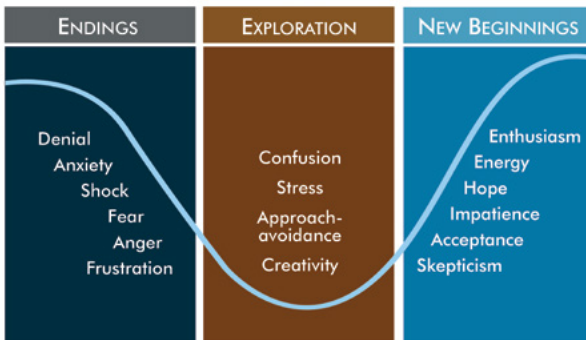 ENDINGS
Denial
Anxiety
Shock
Fear
Anger
Frustration
EXPLORATION
Confusion
Stress
Approach-
avoidance
Creativity
NEW BEGINNINGS
Enthusiasm
Energy
Hope
Impatience
Acceptance
Skepticism